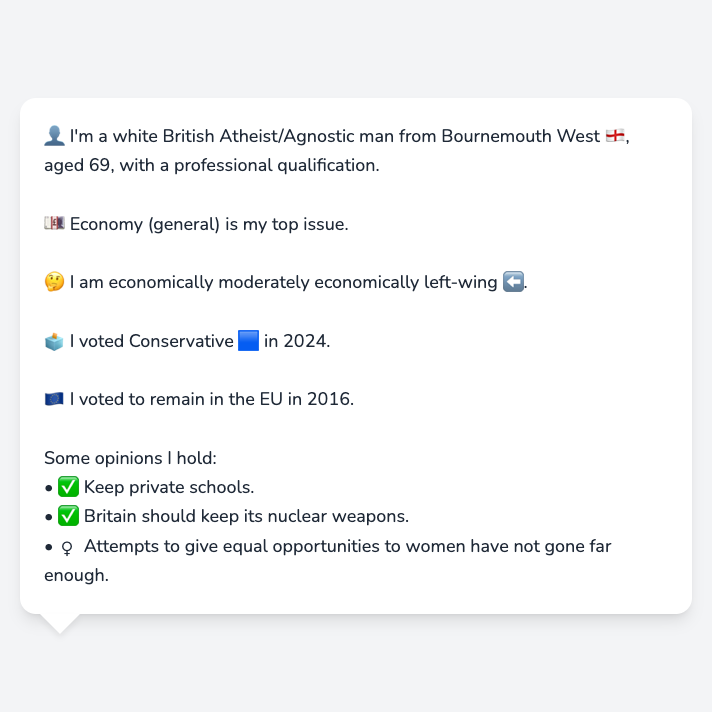 👤 I'm a white British Atheist/Agnostic man from Bournemouth West 🏴󠁧󠁢󠁥󠁮󠁧󠁿,
aged 69, with a professional qualification.
💷 Economy (general) is my top issue.
🤔 I am economically moderately economically left-wing ⬅️.
🗳️ I voted Conservative 🟦 in 2024.
🇪🇺 I voted to remain in the EU in 2016.
Some opinions I hold:
• ✅ Keep private schools.
• ✅ Britain should keep its nuclear weapons.
• ♀ Attempts to give equal opportunities to women have not gone far
enough.